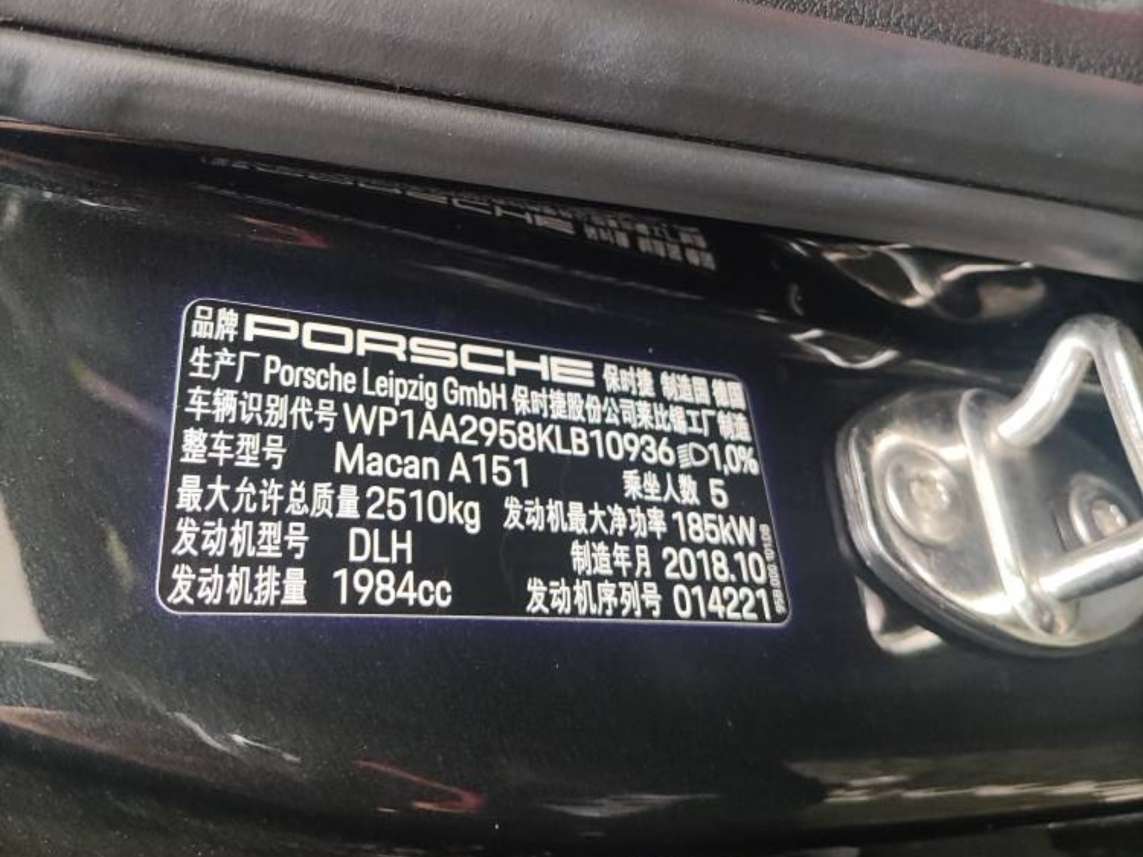 品牌 PORSCHE 保时捷 制造国 德国
生产厂 Porsche Leipzig GmbH 保时捷股份公司莱比锡工厂制造
车辆识别代号 WP1AA2958KLB10936 1,0%
整车型号 Macan A151 乘坐人数 5
最大允许总质量 2510kg 发动机最大净功率 185kW
发动机型号 DLH 制造年月 2018.10
发动机排量 1984cc 发动机序列号 014221